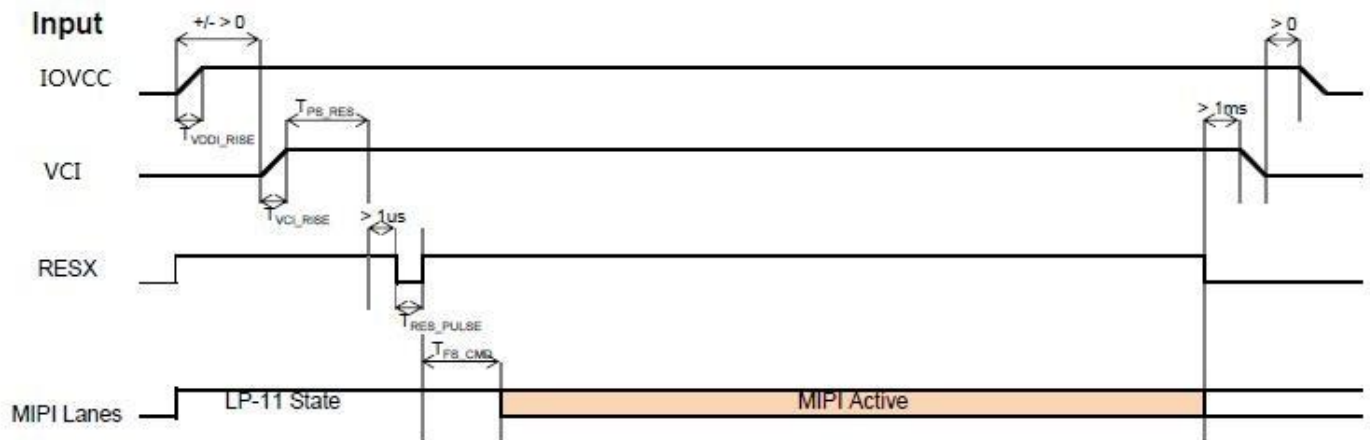 Input
+/- > 0
> 0
IOVCC
TPS_RES
> 1ms
TVDDI_RISE
VCI
TVCI_RISE
> 1us
RESX
TRES_PULSE
TFS_CMD
LP-11 State
MIPI Active
MIPI Lanes